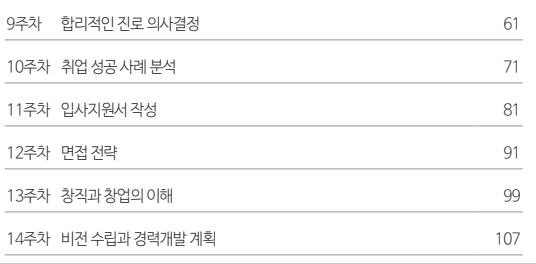 9주차 합리적인 진로 의사결정 61
10주차 취업 성공 사례 분석 71
11주차 입사지원서 작성 81
12주차 면접 전략 91
13주차 창직과 창업의 이해 99
14주차 비전 수립과 경력개발 계획 107